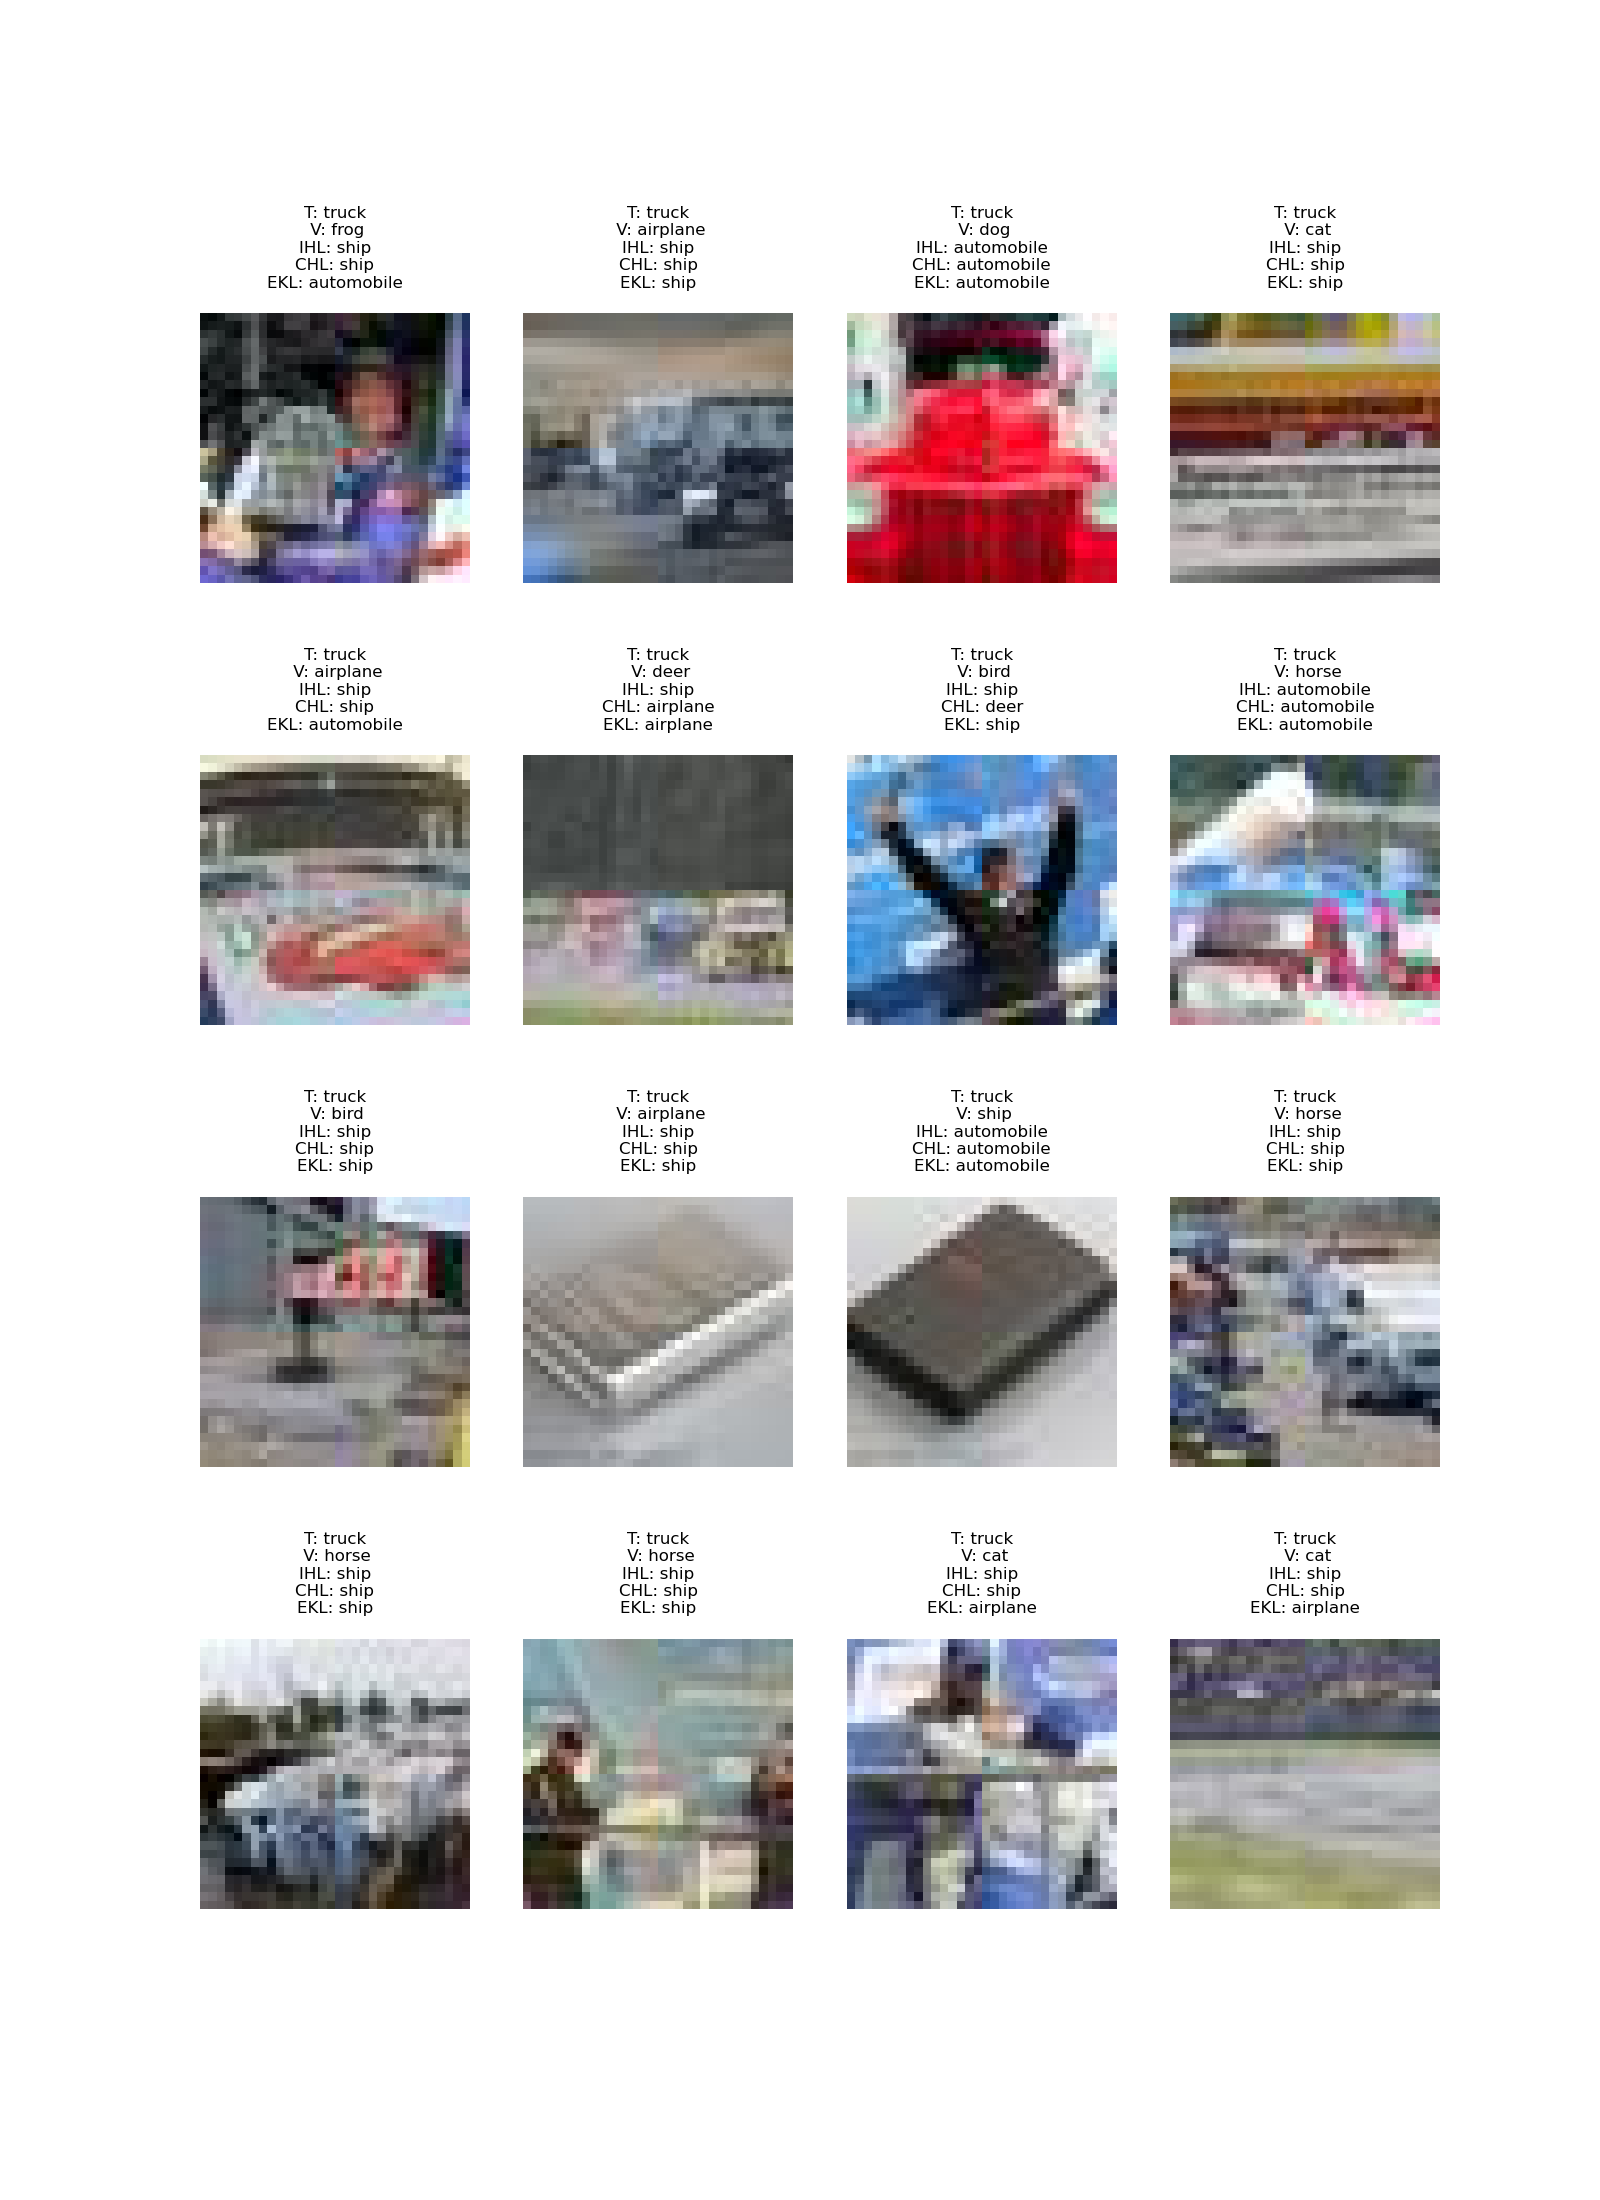 T: truck
V: frog
IHL: ship
CHL: ship
EKL: automobile
T: truck
V: airplane
IHL: ship
CHL: ship
EKL: ship
T: truck
V: dog
IHL: automobile
CHL: automobile
EKL: automobile
T: truck
V: cat
IHL: ship
CHL: ship
EKL: ship
T: truck
V: airplane
IHL: ship
CHL: ship
EKL: automobile
T: truck
V: deer
IHL: ship
CHL: airplane
EKL: airplane
T: truck
V: bird
IHL: ship
CHL: deer
EKL: ship
T: truck
V: horse
IHL: automobile
CHL: automobile
EKL: automobile
T: truck
V: bird
IHL: ship
CHL: ship
EKL: ship
T: truck
V: airplane
IHL: ship
CHL: ship
EKL: ship
T: truck
V: ship
IHL: automobile
CHL: automobile
EKL: automobile
T: truck
V: horse
IHL: ship
CHL: ship
EKL: ship
T: truck
V: horse
IHL: ship
CHL: ship
EKL: ship
T: truck
V: horse
IHL: ship
CHL: ship
EKL: ship
T: truck
V: cat
IHL: ship
CHL: ship
EKL: airplane
T: truck
V: cat
IHL: ship
CHL: ship
EKL: airplane